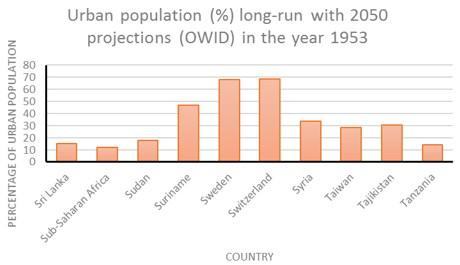 Urban population (%) long-run with 2050
projections (OWID) in the year 1953
PERCENTAGE OF URBAN POPULATION
80
70
60
50
40
30
20
10
0
Sri Lanka
Sub-Saharan Africa
Sudan
Suriname
Sweden
Switzerland
Syria
Taiwan
Tajikistan
Tanzania
COUNTRY